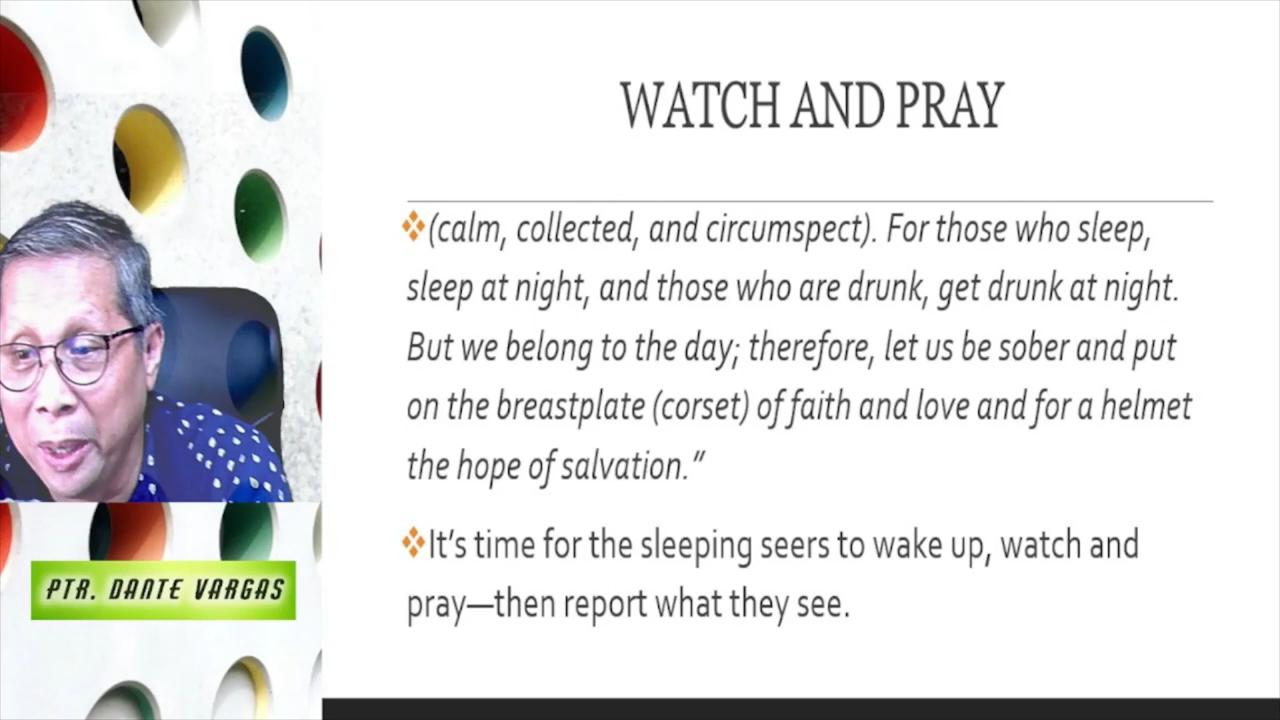 WATCH AND PRAY
❖(calm, collected, and circumspect). For those who sleep,
sleep at night, and those who are drunk, get drunk at night.
But we belong to the day; therefore, let us be sober and put
on the breastplate (corset) of faith and love and for a helmet
the hope of salvation.”
❖It’s time for the sleeping seers to wake up, watch and
pray—then report what they see.
PTR. DANTE VARGAS